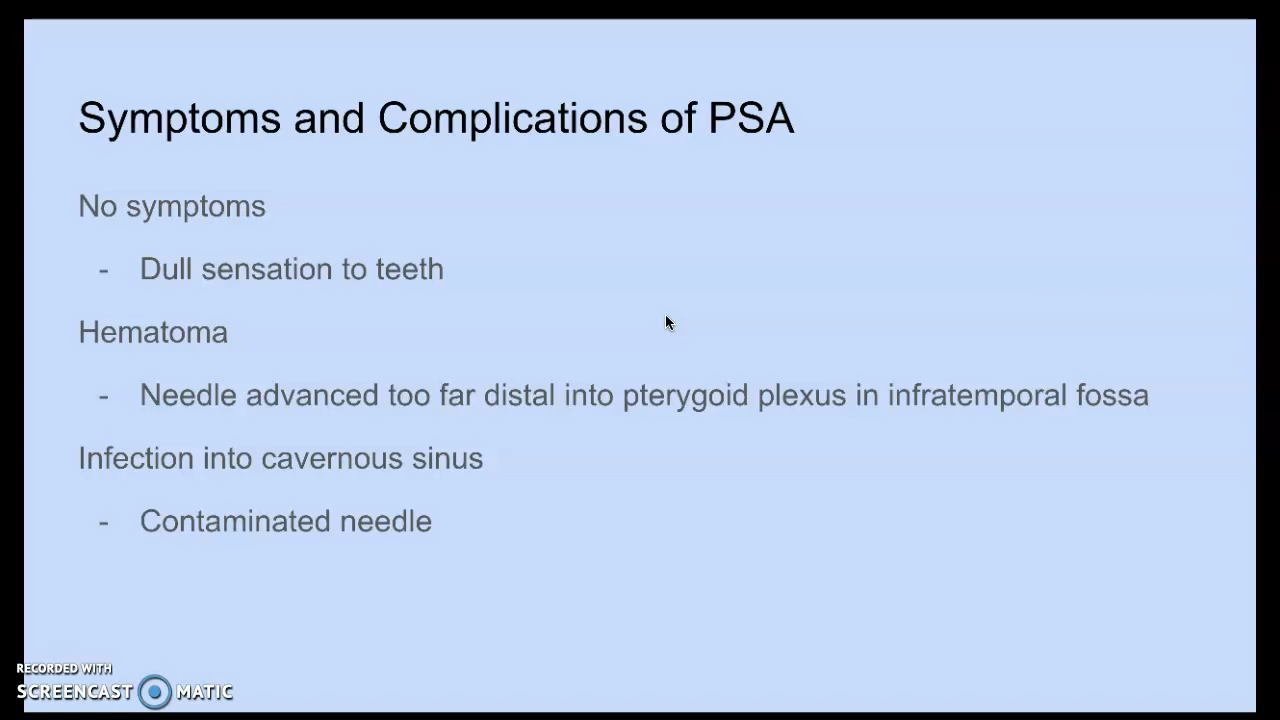 Symptoms and Complications of PSA
No symptoms
- Dull sensation to teeth
Hematoma
- Needle advanced too far distal into pterygoid plexus in infratemporal fossa
Infection into cavernous sinus
- Contaminated needle
RECORDED WITH
SCREENCAST MATIC